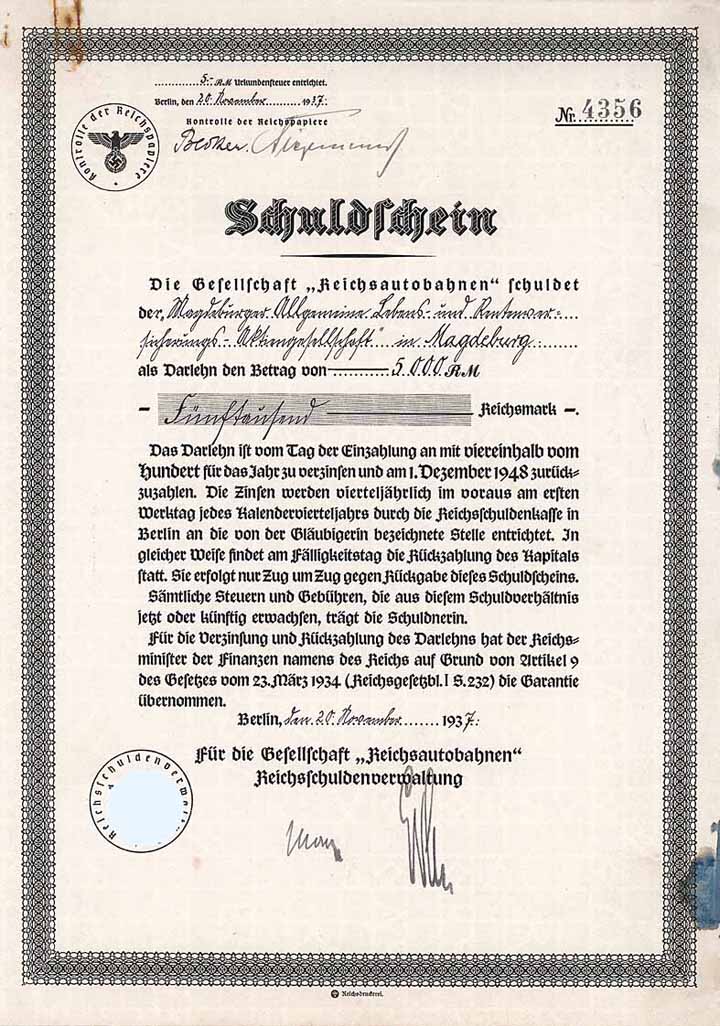 5.- RM Urkundensteuer entrichtet.
Berlin, den 20. November 1937.
Kontrolle der Reichspapiere
Kontrolle der Reichspapiere
Nr. 4356
Schuldschein
Die Gesellschaft „Reichsautobahnen“ schuldet
der „Magdeburger Allgemeine Lebens- und Rentenver-
sicherungs-Aktiengesellschaft“ in Magdeburg
als Darlehn den Betrag von 5000 RM
— Fünftausend Reichsmark —.
Das Darlehn ist vom Tag der Einzahlung an mit viereinhalb vom
Hundert für das Jahr zu verzinsen und am 1. Dezember 1948 zurück-
zuzahlen. Die Zinsen werden vierteljährlich im voraus am ersten
Werktag jedes Kalendervierteljahrs durch die Reichsschuldenkasse in
Berlin an die von der Gläubigerin bezeichnete Stelle entrichtet. In
gleicher Weise findet am Fälligkeitstag die Rückzahlung des Kapitals
statt. Sie erfolgt nur Zug um Zug gegen Rückgabe dieses Schuldscheins.
Sämtliche Steuern und Gebühren, die aus diesem Schuldverhältnis
jetzt oder künftig erwachsen, trägt die Schuldnerin.
Für die Verzinsung und Rückzahlung des Darlehns hat der Reichs-
minister der Finanzen namens des Reichs auf Grund von Artikel 9
des Gesetzes vom 23. März 1934 (Reichsgesetzbl. I S. 232) die Garantie
übernommen.
Berlin, den 20. November 1937.
Für die Gesellschaft „Reichsautobahnen“
Reichsschuldenverwaltung
Reichsdruckerei.